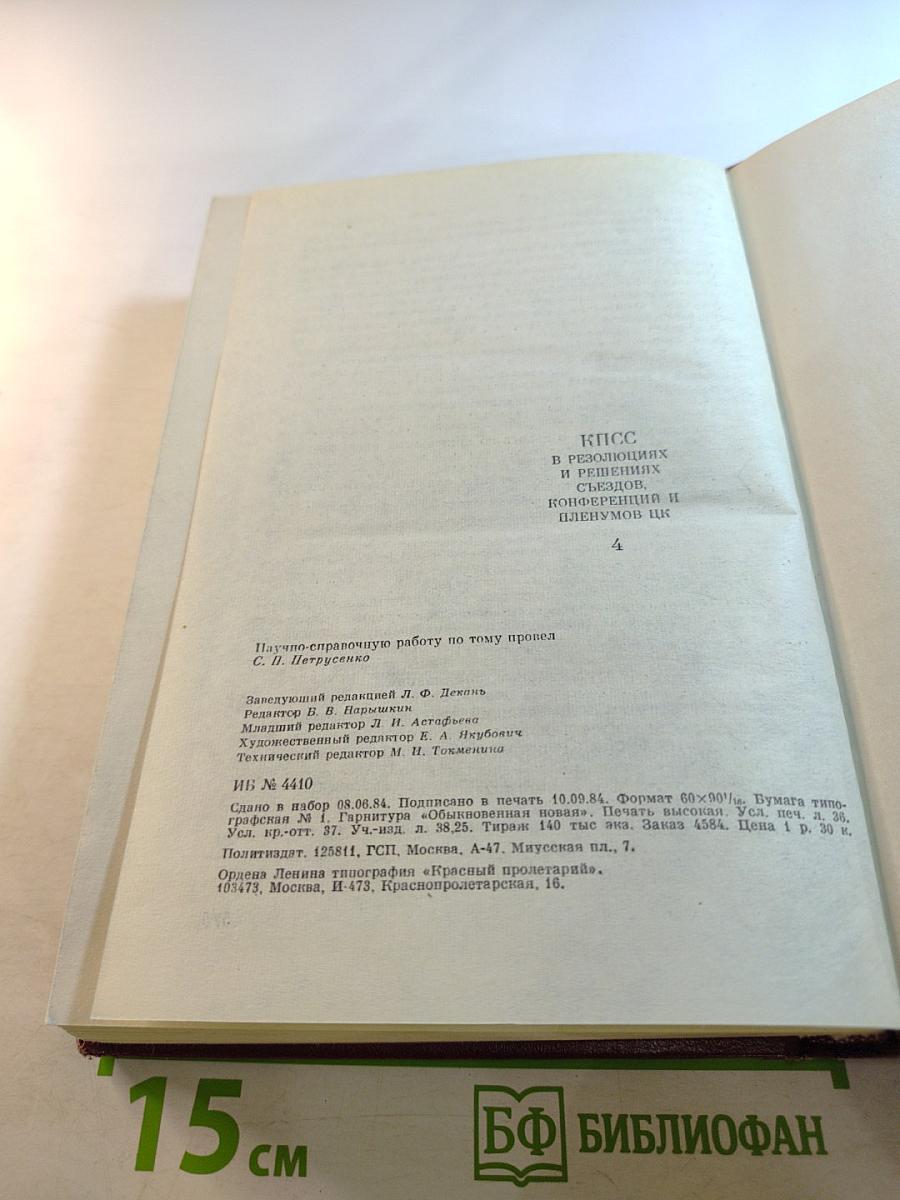 КПСС
В РЕЗОЛЮЦИЯХ
И РЕШЕНИЯХ
СЪЕЗДОВ,
КОНФЕРЕНЦИЙ И
ПЛЕНУМОВ ЦК
4
Научно-справочную работу по тому провел
С. П. Петрусенко
Заведующий редакцией Л. Ф. Декань
Редактор В. В. Нарышкин
Младший редактор Л. И. Астафьева
Художественный редактор Е. А. Якубович
Технический редактор М. И. Токменина
ИБ № 4410
Сдано в набор 08.06.84. Подписано в печать 10.09.84. Формат 60×90¹/₁₆. Бумага типо-
графская № 1. Гарнитура «Обыкновенная новая». Печать высокая. Усл. печ. л. 36.
Усл. кр.-отт. 37. Уч.-изд. л. 38,25. Тираж 140 тыс экз. Заказ 4584. Цена 1 р. 30 к.
Политиздат. 125811, ГСП, Москва, А-47. Миусская пл., 7.
Ордена Ленина типография «Красный пролетарий».
103473, Москва, И-473, Краснопролетарская, 16.
15 см
БФ БИБЛИОФАН